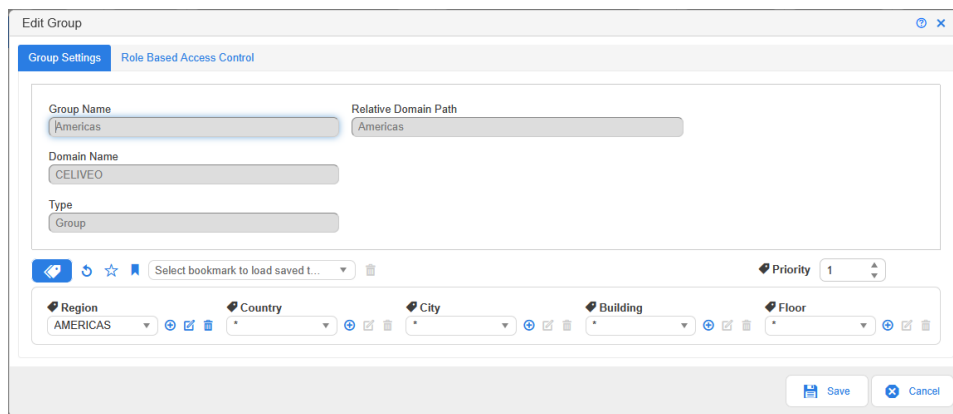 Edit Group
Group Settings Role Based Access Control
Group Name Relative Domain Path
Americas Americas
Domain Name
CELIVEO
Type
Group
Select bookmark to load saved t... Priority 1
Region Country City Building Floor
AMERICAS * * * *
Save Cancel